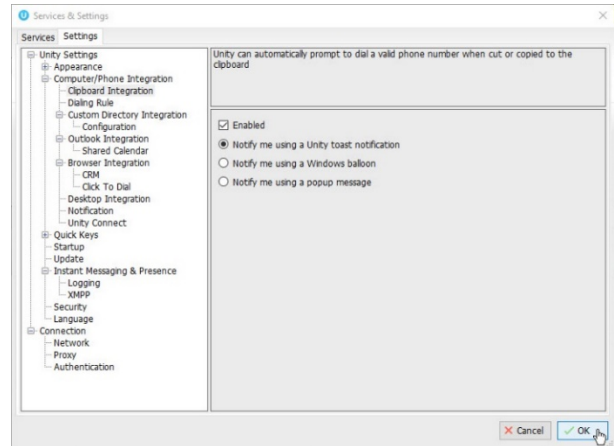 Services & Settings
Services Settings
Unity Settings
Appearance
Computer/Phone Integration
Clipboard Integration
Dialing Rule
Custom Directory Integration
Configuration
Outlook Integration
Shared Calendar
Browser Integration
CRM
Click To Dial
Desktop Integration
Notification
Unity Connect
Quick Keys
Startup
Update
Instant Messaging & Presence
Logging
XMPP
Security
Language
Connection
Network
Proxy
Authentication
Unity can automatically prompt to dial a valid phone number when cut or copied to the
clipboard
Enabled
Notify me using a Unity toast notification
Notify me using a Windows balloon
Notify me using a popup message
Cancel OK